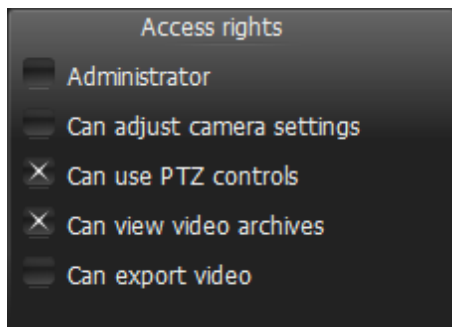 Access rights
Administrator
Can adjust camera settings
Can use PTZ controls
Can view video archives
Can export video